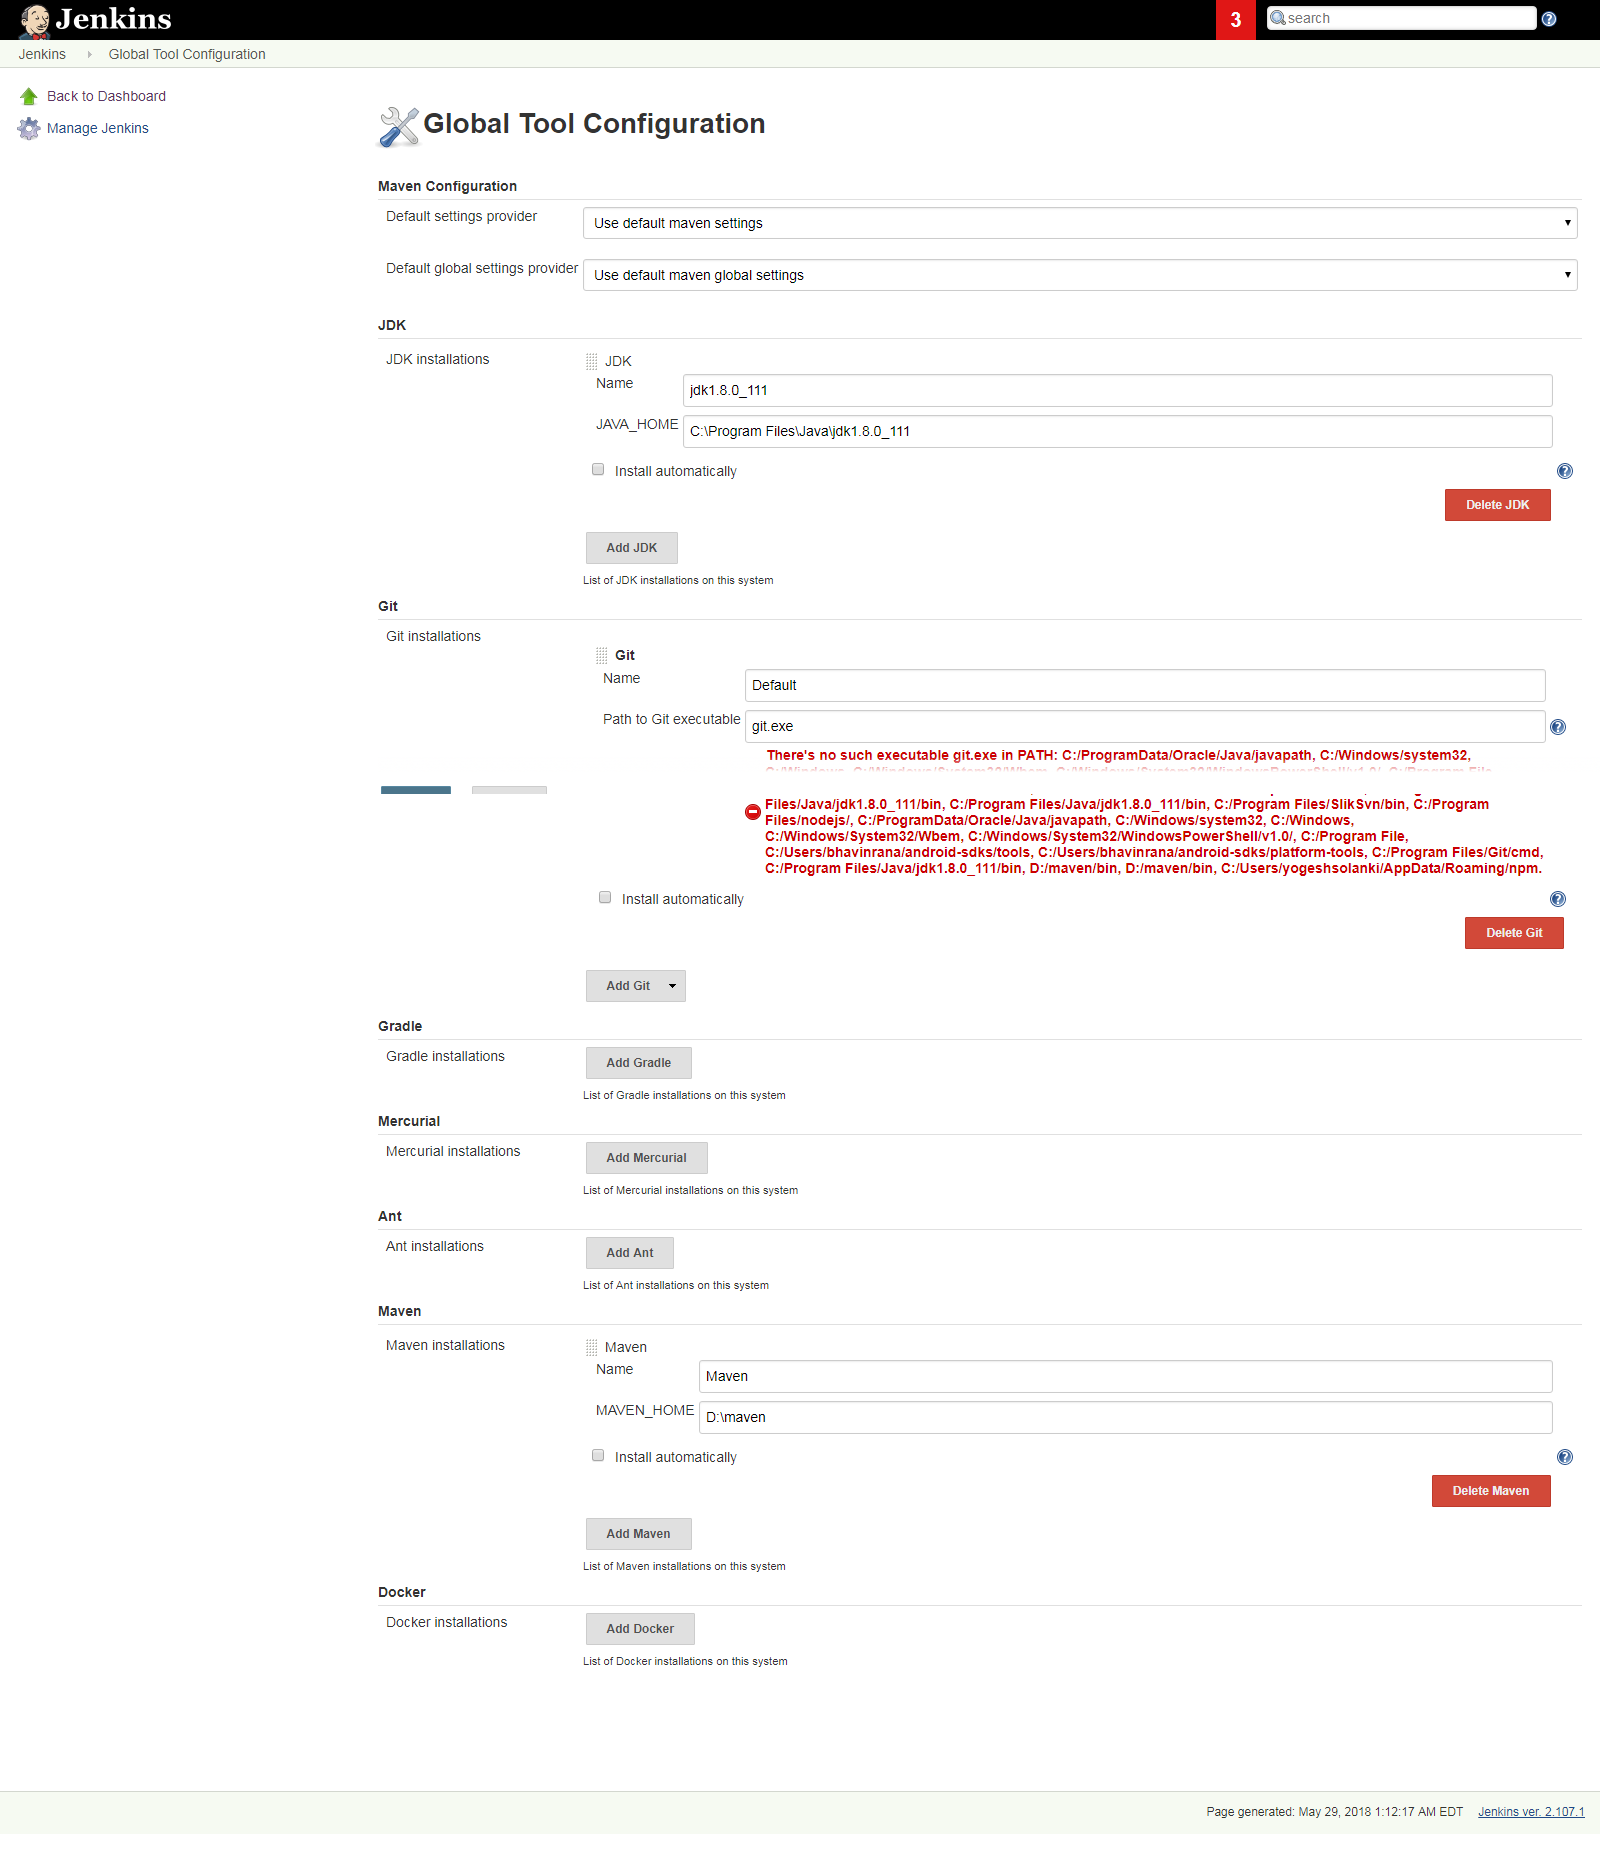 Jenkins
3
search
Jenkins
Global Tool Configuration
Back to Dashboard
Manage Jenkins
Global Tool Configuration
Maven Configuration
Default settings provider
Use default maven settings
Default global settings provider
Use default maven global settings
JDK
JDK installations
JDK
Name
jdk1.8.0_111
JAVA_HOME
C:\Program Files\Java\jdk1.8.0_111
Install automatically
Delete JDK
Add JDK
List of JDK installations on this system
Git
Git installations
Git
Name
Default
Path to Git executable
git.exe
There's no such executable git.exe in PATH: C:/ProgramData/Oracle/Java/javapath, C:/Windows/system32,
C:/Windows, C:/Windows/System32/Wbem, C:/Windows/System32/WindowsPowerShell/v1.0/, C:/Program File,
Files/Java/jdk1.8.0_111/bin, C:/Program Files/Java/jdk1.8.0_111/bin, C:/Program Files/SlikSvn/bin, C:/Program
Files/nodejs/, C:/ProgramData/Oracle/Java/javapath, C:/Windows/system32, C:/Windows,
C:/Windows/System32/Wbem, C:/Windows/System32/WindowsPowerShell/v1.0/, C:/Program File,
C:/Users/bhavinrana/android-sdks/tools, C:/Users/bhavinrana/android-sdks/platform-tools, C:/Program Files/Git/cmd,
C:/Program Files/Java/jdk1.8.0_111/bin, D:/maven/bin, D:/maven/bin, C:/Users/yogeshsolanki/AppData/Roaming/npm.
Install automatically
Delete Git
Add Git
Gradle
Gradle installations
Add Gradle
List of Gradle installations on this system
Mercurial
Mercurial installations
Add Mercurial
List of Mercurial installations on this system
Ant
Ant installations
Add Ant
List of Ant installations on this system
Maven
Maven installations
Maven
Name
Maven
MAVEN_HOME
D:\maven
Install automatically
Delete Maven
Add Maven
List of Maven installations on this system
Docker
Docker installations
Add Docker
List of Docker installations on this system
Page generated: May 29, 2018 1:12:17 AM EDT
Jenkins ver. 2.107.1